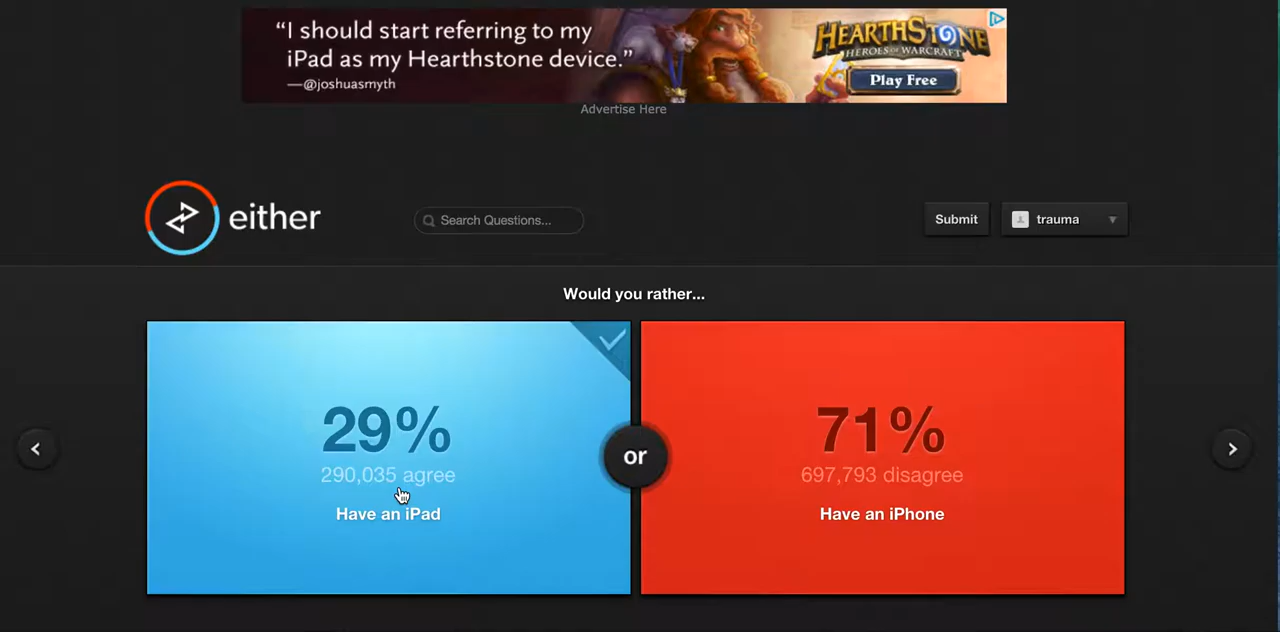 “I should start referring to my
iPad as my Hearthstone device.”
—@joshuasmyth
HEARTHSTONE
HEROES OF WARCRAFT
Play Free
Advertise Here
either
Search Questions...
Submit
trauma
Would you rather...
29%
290,035 agree
Have an iPad
or
71%
697,793 disagree
Have an iPhone